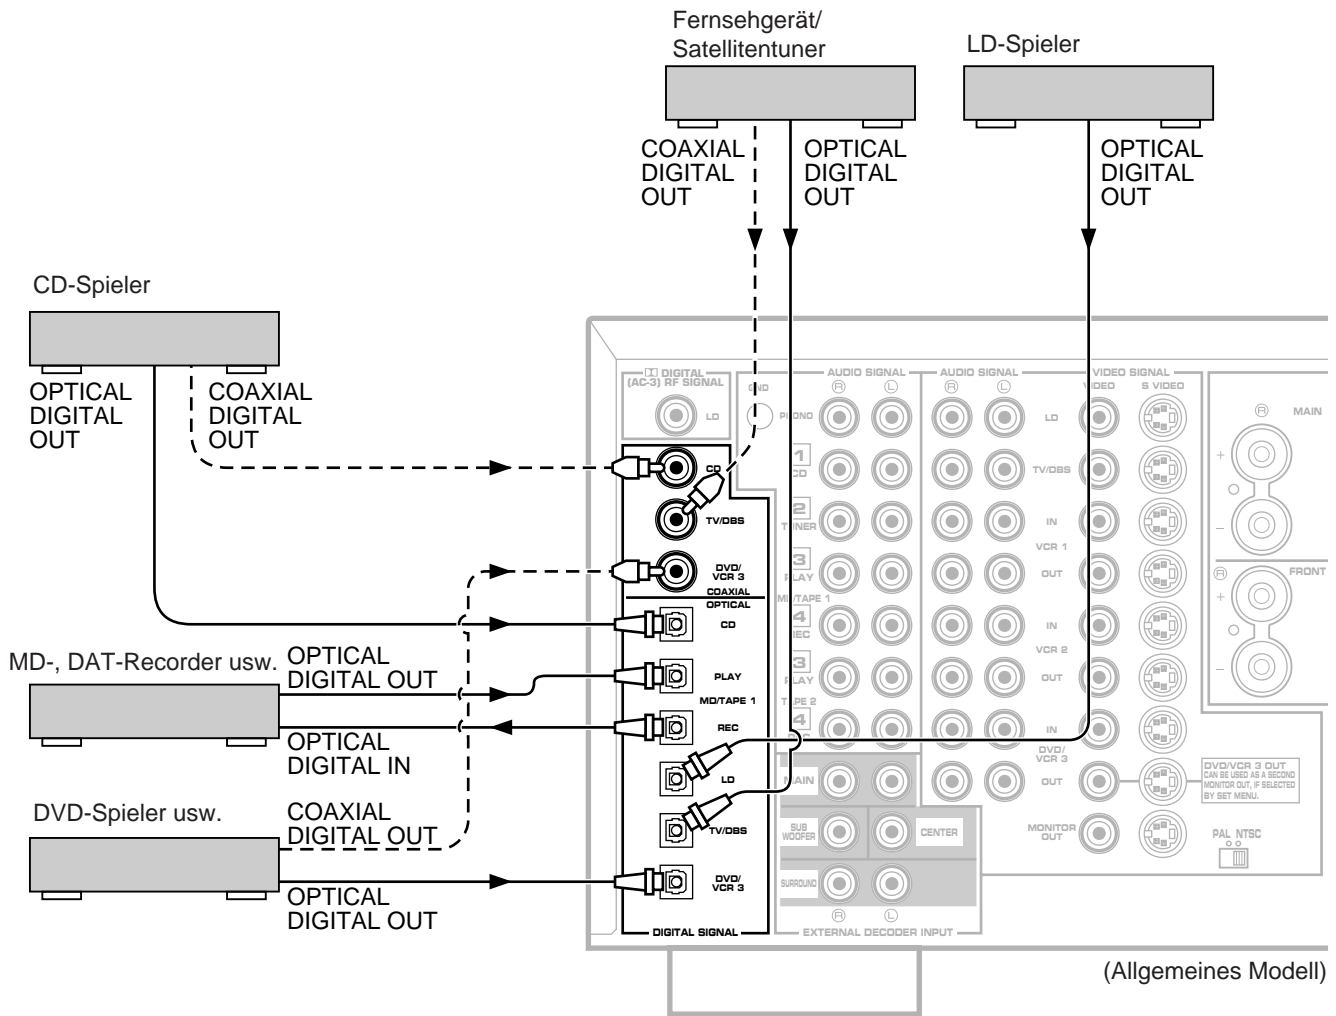 Fernsehgerät/
Satellitentuner
LD-Spieler
COAXIAL
DIGITAL
OUT
OPTICAL
DIGITAL
OUT
OPTICAL
DIGITAL
OUT
CD-Spieler
OPTICAL
DIGITAL
OUT
COAXIAL
DIGITAL
OUT
MD-, DAT-Recorder usw.
OPTICAL
DIGITAL OUT
OPTICAL
DIGITAL IN
DVD-Spieler usw.
COAXIAL
DIGITAL OUT
OPTICAL
DIGITAL OUT
DIGITAL
(AC-3) RF SIGNAL
LD
CD
TV/DBS
DVD/
VCR 3
COAXIAL
OPTICAL
CD
PLAY
MD/TAPE 1
REC
LD
TV/DBS
DVD/
VCR 3
DIGITAL SIGNAL
GND
AUDIO SIGNAL
R
L
PHONO
1
CD
2
TUNER
3
PLAY
MD/TAPE 1
4
REC
3
PLAY
TAPE 2
4
REC
MAIN
SUB
WOOFER
CENTER
SURROUND
R
L
EXTERNAL DECODER INPUT
AUDIO SIGNAL
R
L
VIDEO SIGNAL
VIDEO
S VIDEO
LD
TV/DBS
IN
VCR 1
OUT
IN
VCR 2
OUT
IN
DVD/
VCR 3
OUT
MONITOR
OUT
DVD/VCR 3 OUT
CAN BE USED AS A SECOND
MONITOR OUT, IF SELECTED
BY SET MENU.
PAL NTSC
R
MAIN
+
−
R
FRONT
+
−
(Allgemeines Modell)